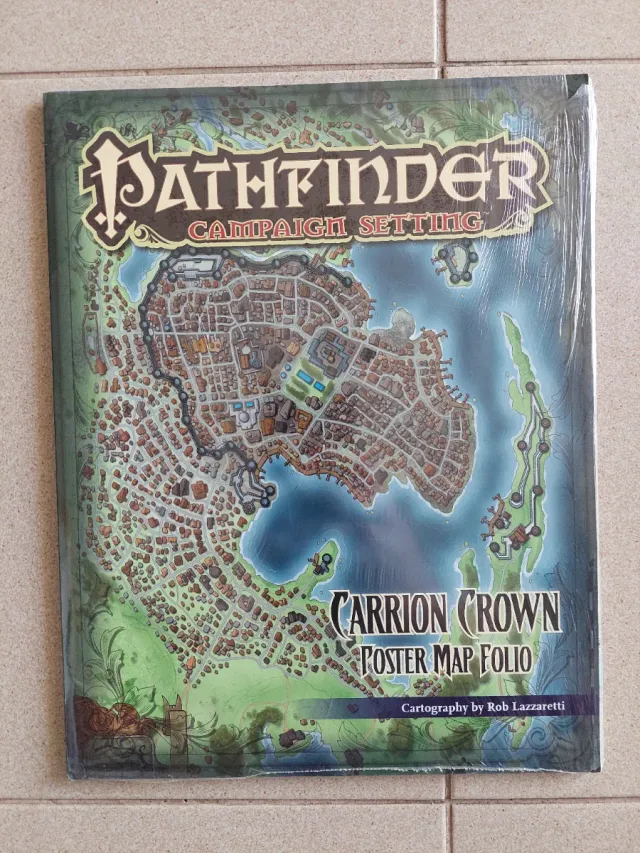 PATHFINDER
CAMPAIGN SETTING
CARRION CROWN
POSTER MAP FOLIO
Cartography by Rob Lazzaretti